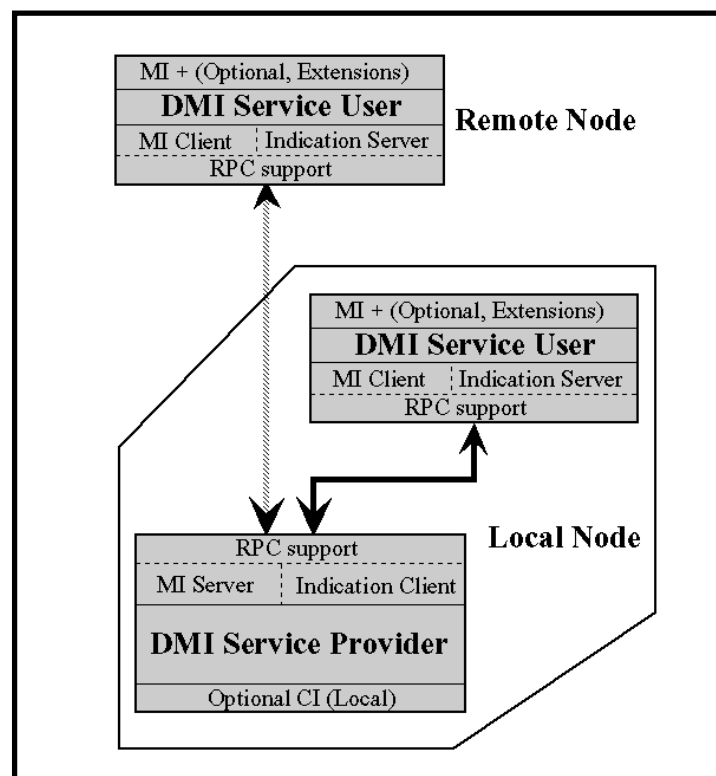 MI + (Optional, Extensions)
DMI Service User
MI Client Indication Server
RPC support
Remote Node
MI + (Optional, Extensions)
DMI Service User
MI Client Indication Server
RPC support
Local Node
RPC support
MI Server Indication Client
DMI Service Provider
Optional CI (Local)